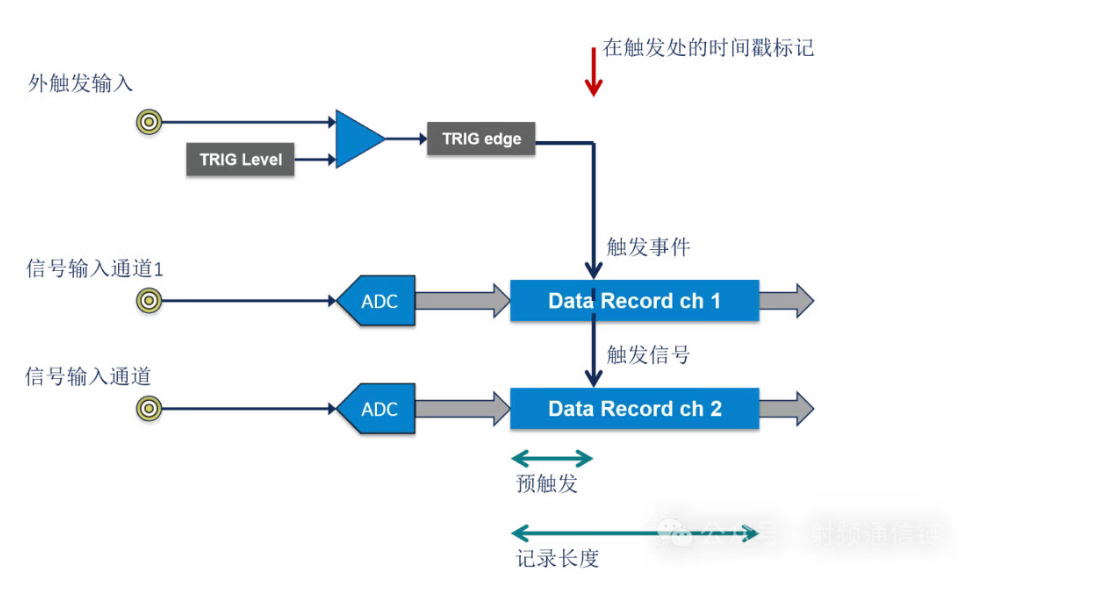 在触发处的时间戳标记
外触发输入
TRIG edge
TRIG Level
触发事件
信号输入通道1
ADC
Data Record ch 1
触发信号
信号输入通道
ADC
Data Record ch 2
预触发
公众号 射频通信链
记录长度